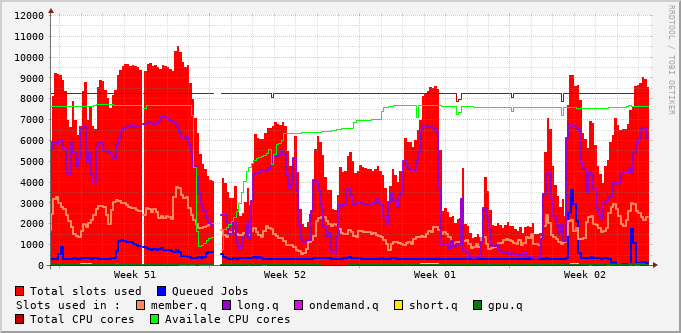 12000
11000
10000
9000
8000
7000
6000
5000
4000
3000
2000
1000
0
Week 51 Week 52 Week 01 Week 02
Total slots used Queued Jobs
Slots used in : member.q long.q ondemand.q short.q gpu.q
Total CPU cores Availale CPU cores
RRDTOOL / TOBI OETIKER